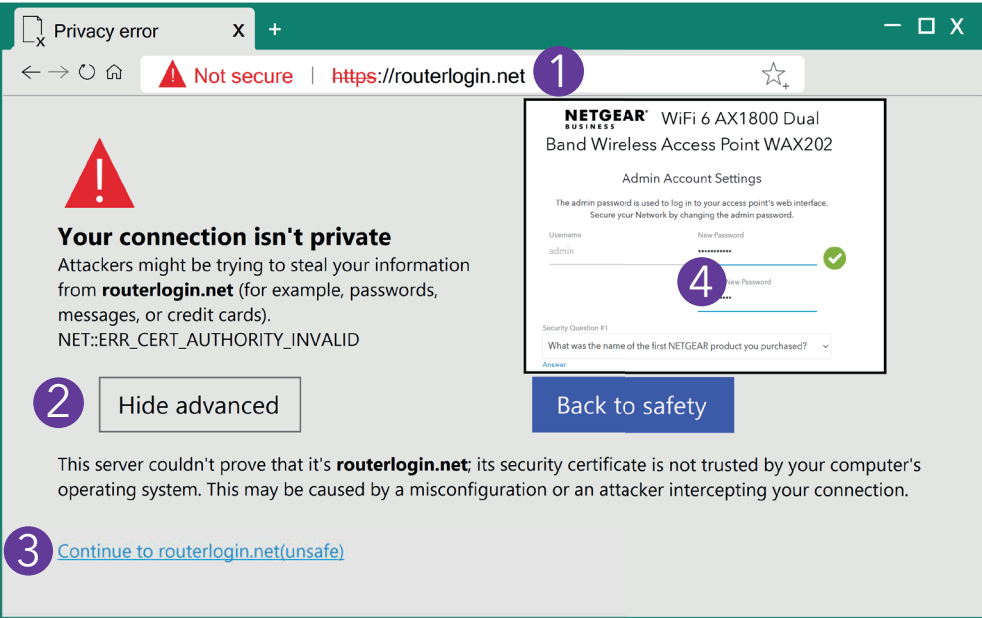 Privacy error X +
Not secure | https://routerlogin.net 1
NETGEAR® WiFi 6 AX1800 Dual
BUSINESS
Band Wireless Access Point WAX202
Admin Account Settings
The admin password is used to log in to your access point's web interface.
Secure your Network by changing the admin password.
Username New Password
admin ••••••••••••
4 New Password
Security Question #1
What was the name of the first NETGEAR product you purchased?
Answer
Your connection isn't private
Attackers might be trying to steal your information
from routerlogin.net (for example, passwords,
messages, or credit cards).
NET::ERR_CERT_AUTHORITY_INVALID
2 Hide advanced
Back to safety
This server couldn't prove that it's routerlogin.net; its security certificate is not trusted by your computer's
operating system. This may be caused by a misconfiguration or an attacker intercepting your connection.
3 Continue to routerlogin.net(unsafe)